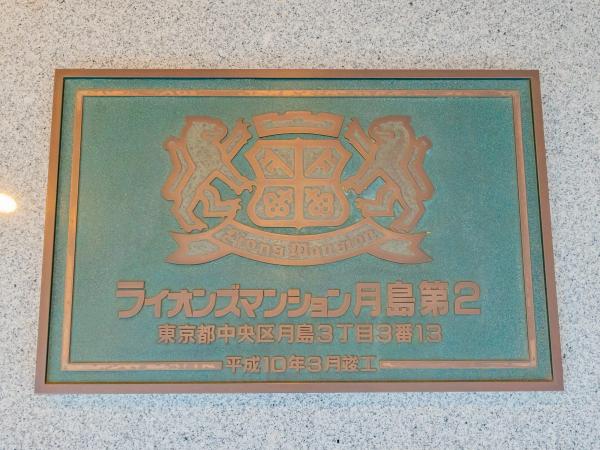 Lions Mansion
ライオンズマンション月島第2
東京都中央区月島3丁目3番13
平成10年3月竣工